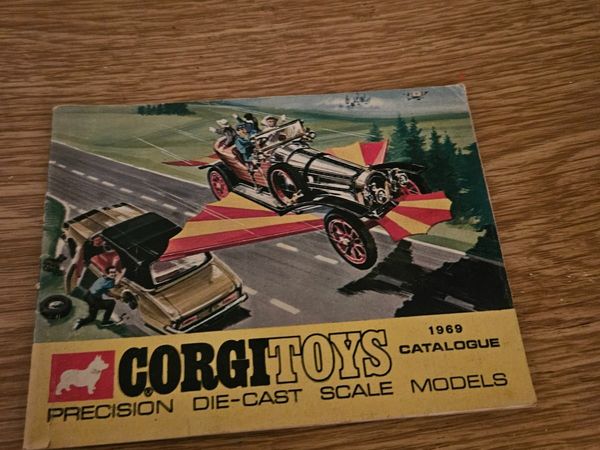 CORGI TOYS
1969
CATALOGUE
PRECISION DIE-CAST SCALE MODELS